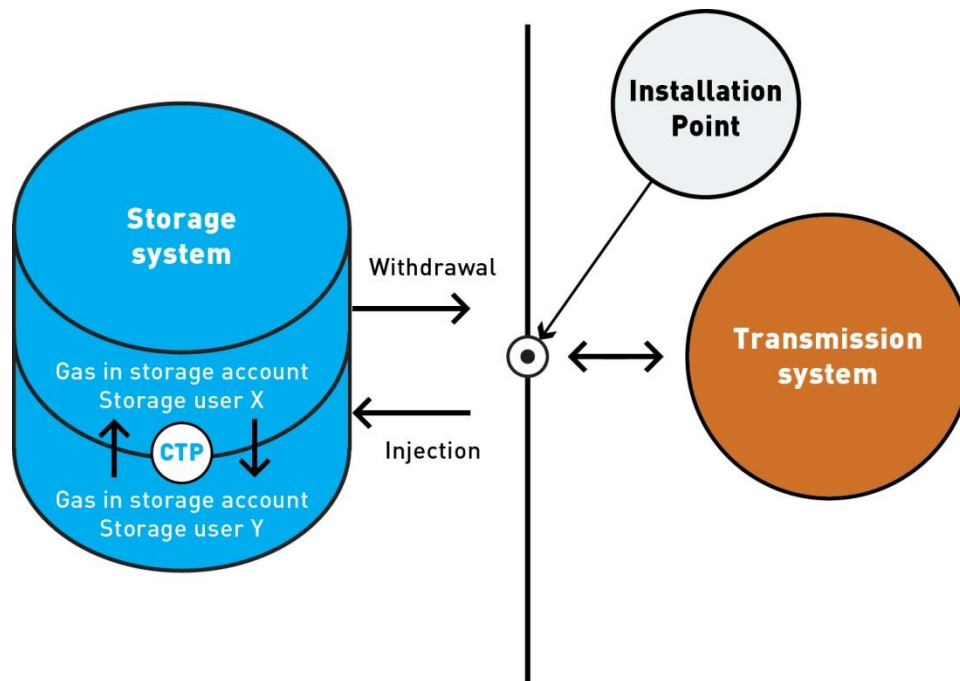 Installation
Point
Storage
system
Withdrawal
Transmission
system
Gas in storage account
Storage user X
CTP
Injection
Gas in storage account
Storage user Y